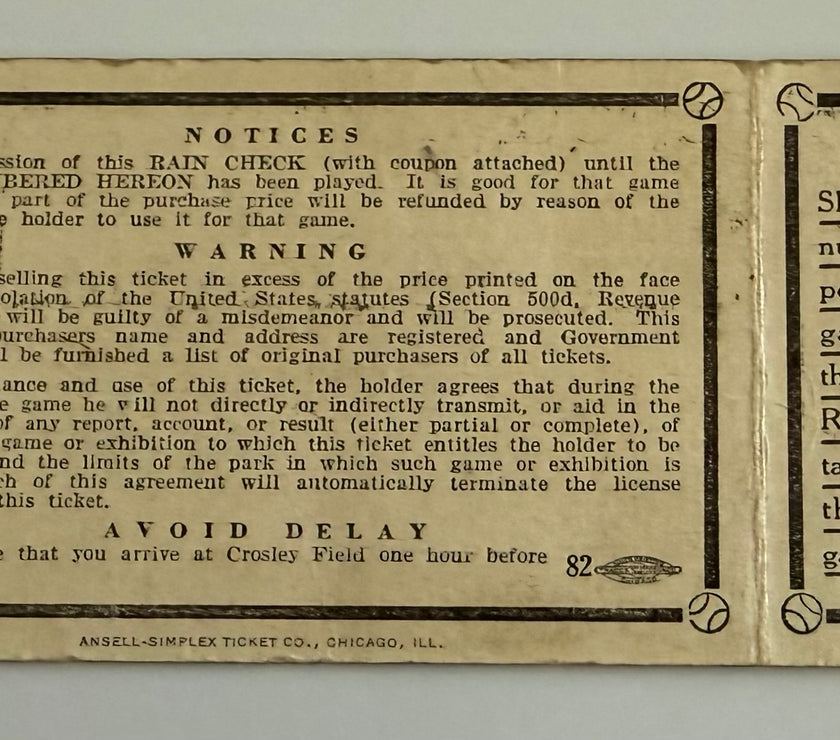 NOTICES
ssion of this RAIN CHECK (with coupon attached) until the
BERED HEREON has been played. It is good for that game
part of the purchase price will be refunded by reason of the
e holder to use it for that game.
WARNING
selling this ticket in excess of the price printed on the face
olation of the United States statutes (Section 500d, Revenue
will be guilty of a misdemeanor and will be prosecuted. This
urchasers name and address are registered and Government
l be furnished a list of original purchasers of all tickets.
ance and use of this ticket, the holder agrees that during the
e game he will not directly or indirectly transmit, or aid in the
of any report, account, or result (either partial or complete), of
game or exhibition to which this ticket entitles the holder to be
nd the limits of the park in which such game or exhibition is
ch of this agreement will automatically terminate the license
this ticket.
AVOID DELAY
e that you arrive at Crosley Field one hour before
82
ANSELL-SIMPLEX TICKET CO., CHICAGO, ILL.
SI
nu
po
ga
th
R
ta
th
ga